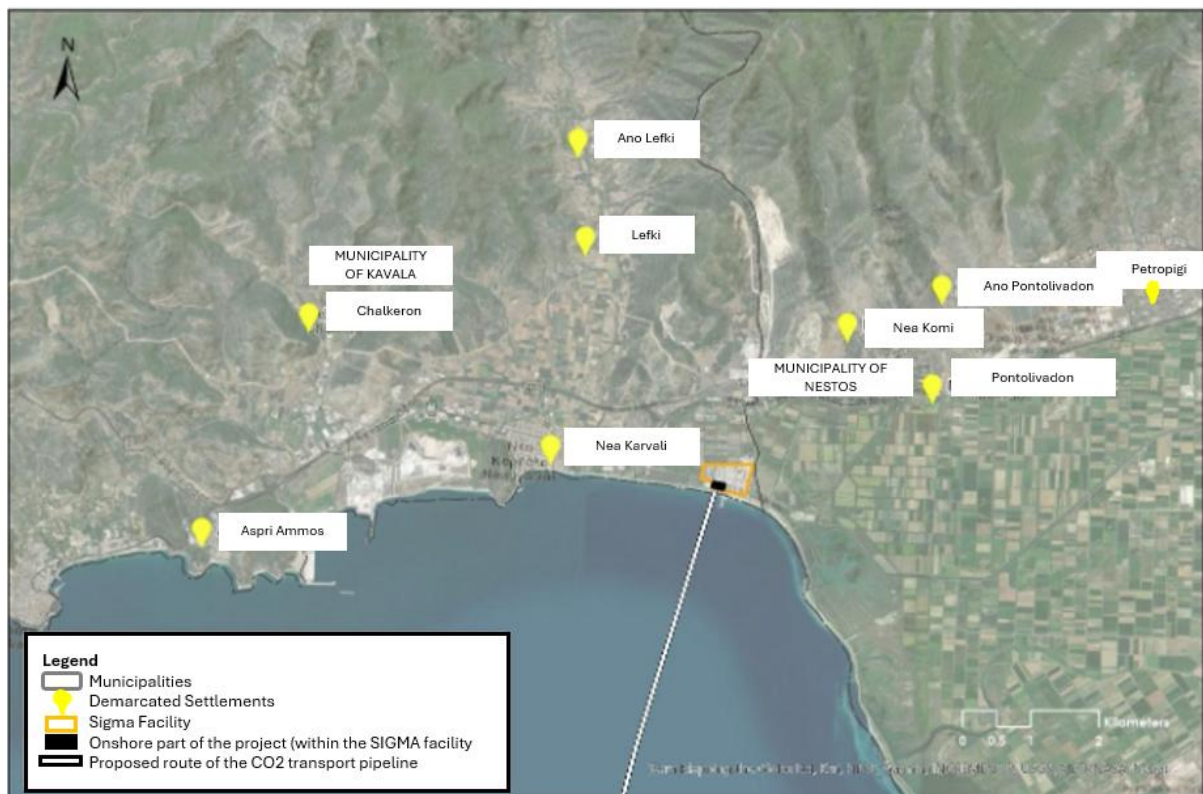 N
Ano Lefki
Lefki
MUNICIPALITY
OF KAVALA
Chalkeron
Petropigi
Ano Pontolivadon
Nea Komi
MUNICIPALITY OF
NESTOS
Pontolivadon
Nea Karvali
Aspri Ammos
Legend
Municipalities
Demarcated Settlements
Sigma Facility
Onshore part of the project (within the SIGMA facility
Proposed route of the CO2 transport pipeline
Kilometers
0 0.5 1 2